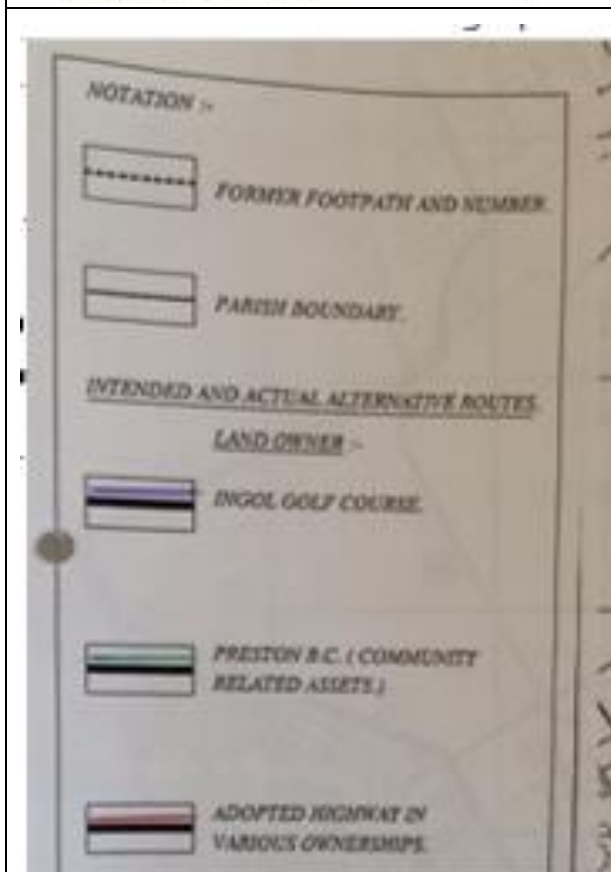 NOTATION :-
FORMER FOOTPATH AND NUMBER.
PARISH BOUNDARY.
INTENDED AND ACTUAL ALTERNATIVE ROUTES.
LAND OWNER :-
INGOL GOLF COURSE.
PRESTON B.C. ( COMMUNITY
RELATED ASSETS.)
ADOPTED HIGHWAY IN
VARIOUS OWNERSHIPS.